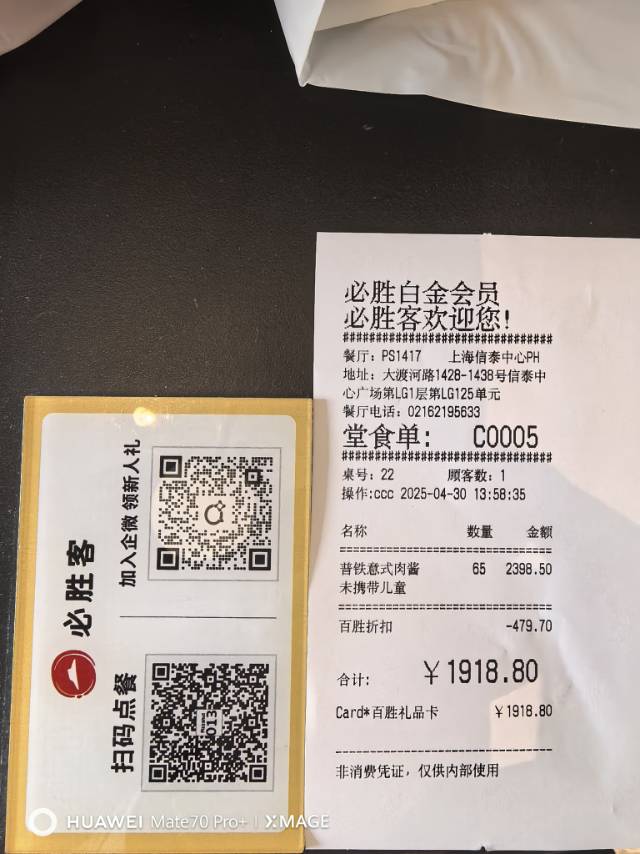 必胜白金会员
必胜客欢迎您!
############################
餐厅: PS1417 上海信泰中心PH
地址: 大渡河路1428-1438号信泰中
心广场第LG1层第LG125单元
餐厅电话: 02162195633
堂食单: C0005
############################
桌号: 22 顾客数: 1
操作:ccc 2025-04-30 13:58:35
名称 数量 金额
============================
普铁意式肉酱 65 2398.50
未携带儿童
----------------------------
百胜折扣 -479.70
合计: ￥1918.80
Card*百胜礼品卡 ￥1918.80
----------------------------
非消费凭证，仅供内部使用
必胜客
加入企微 领新人礼
扫码点餐
HUAWEI Mate70 Pro+ | XMAGE